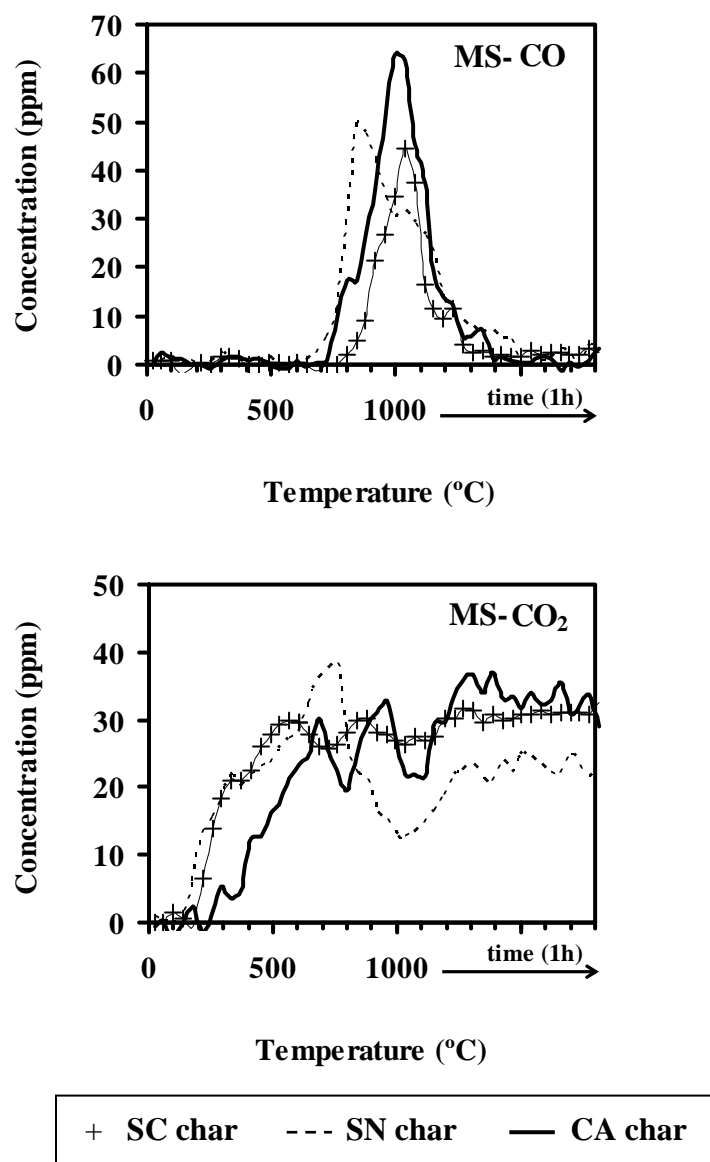 70
MS-CO
60
50
40
30
20
10
0
Concentration (ppm)
0 500 1000 time (1h)
Temperature (ºC)
50
MS-CO₂
40
30
20
10
0
Concentration (ppm)
0 500 1000 time (1h)
Temperature (ºC)
+ SC char --- SN char — CA char